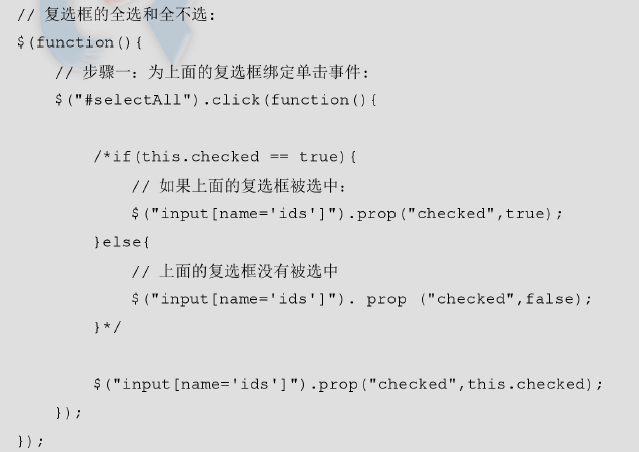 // 复选框的全选和全不选：
$(function(){
// 步骤一：为上面的复选框绑定单击事件：
$("#selectAll").click(function(){
/*if(this.checked == true){
// 如果上面的复选框被选中：
$("input[name='ids']").prop("checked",true);
}else{
// 上面的复选框没有被选中
$("input[name='ids']"). prop ("checked",false);
}*/
$("input[name='ids']").prop("checked",this.checked);
});
});